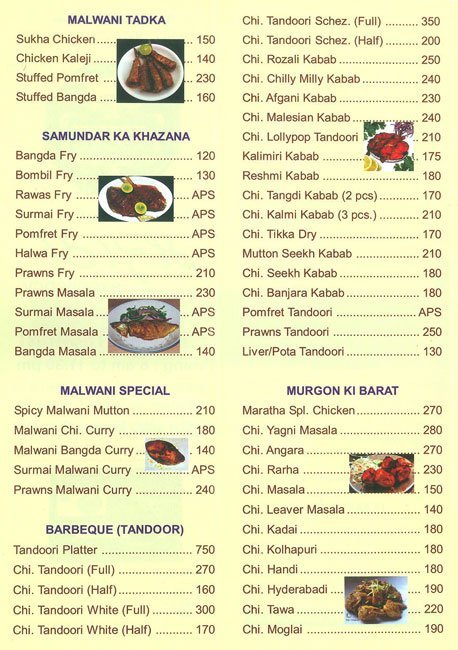 MALWANI TADKA
Sukha Chicken 150
Chicken Kaleji 140
Stuffed Pomfret 230
Stuffed Bangda 160
SAMUNDAR KA KHAZANA
Bangda Fry 120
Bombil Fry 130
Rawas Fry APS
Surmai Fry APS
Pomfret Fry APS
Halwa Fry APS
Prawns Fry 210
Prawns Masala 230
Surmai Masala APS
Pomfret Masala APS
Bangda Masala 140
MALWANI SPECIAL
Spicy Malwani Mutton 210
Malwani Chi. Curry 180
Malwani Bangda Curry 140
Surmai Malwani Curry APS
Prawns Malwani Curry 240
BARBEQUE (TANDOOR)
Tandoori Platter 750
Chi. Tandoori (Full) 270
Chi. Tandoori (Half) 160
Chi. Tandoori White (Full) 300
Chi. Tandoori White (Half) 170
Chi. Tandoori Schez. (Full) 350
Chi. Tandoori Schez. (Half) 200
Chi. Rozali Kabab 250
Chi. Chilly Milly Kabab 240
Chi. Afgani Kabab 230
Chi. Malesian Kabab 240
Chi. Lollypop Tandoori 210
Kalimiri Kabab 175
Reshmi Kabab 180
Chi. Tangdi Kabab (2 pcs) 170
Chi. Kalmi Kabab (3 pcs.) 210
Chi. Tikka Dry 170
Mutton Seekh Kabab 210
Chi. Seekh Kabab 180
Chi. Banjara Kabab 180
Pomfret Tandoori APS
Prawns Tandoori 250
Liver/Pota Tandoori 130
MURGON KI BARAT
Maratha Spl. Chicken 270
Chi. Yagni Masala 280
Chi. Angara 270
Chi. Rarha 230
Chi. Masala 150
Chi. Leaver Masala 140
Chi. Kadai 180
Chi. Kolhapuri 180
Chi. Handi 180
Chi. Hyderabadi 190
Chi. Tawa 220
Chi. Moglai 190